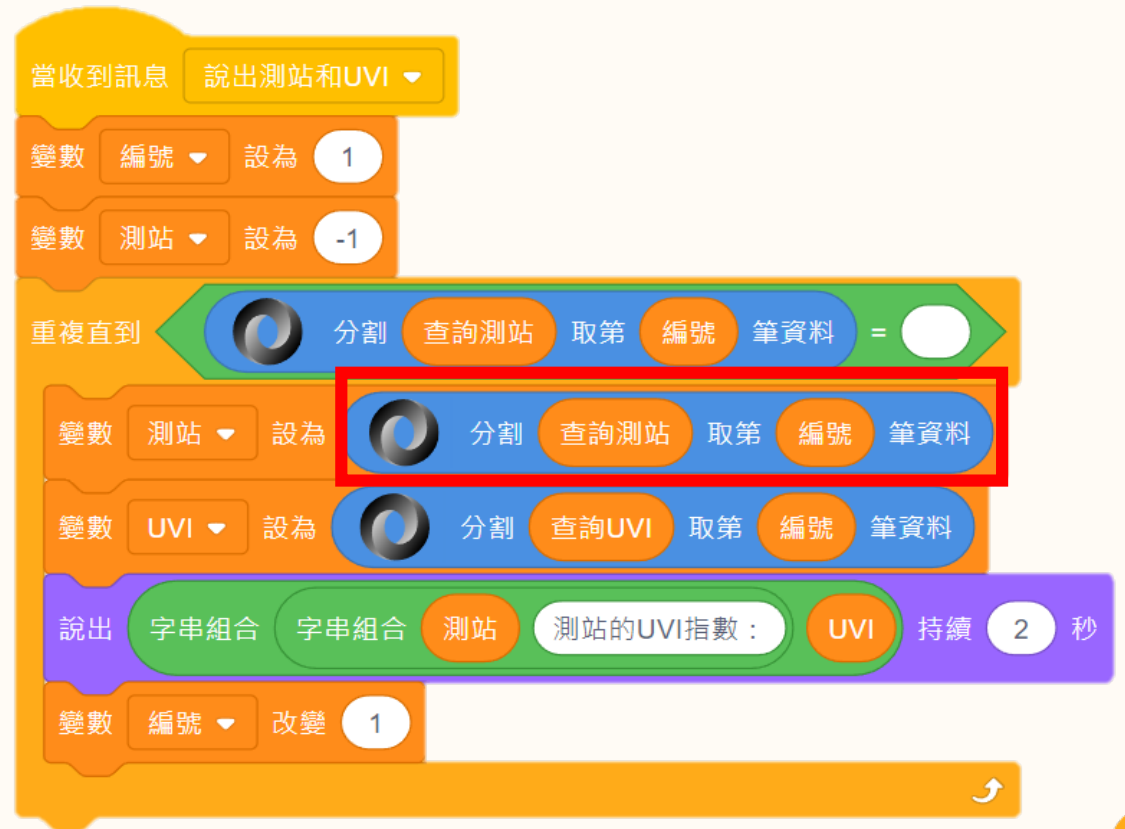 當收到訊息 說出測站和UVI
變數 編號 設為 1
變數 測站 設為 -1
重複直到 分割 查詢測站 取第 編號 筆資料 =
變數 測站 設為 分割 查詢測站 取第 編號 筆資料
變數 UVI 設為 分割 查詢UVI 取第 編號 筆資料
說出 字串組合 字串組合 測站 測站的UVI指數： UVI 持續 2 秒
變數 編號 改變 1